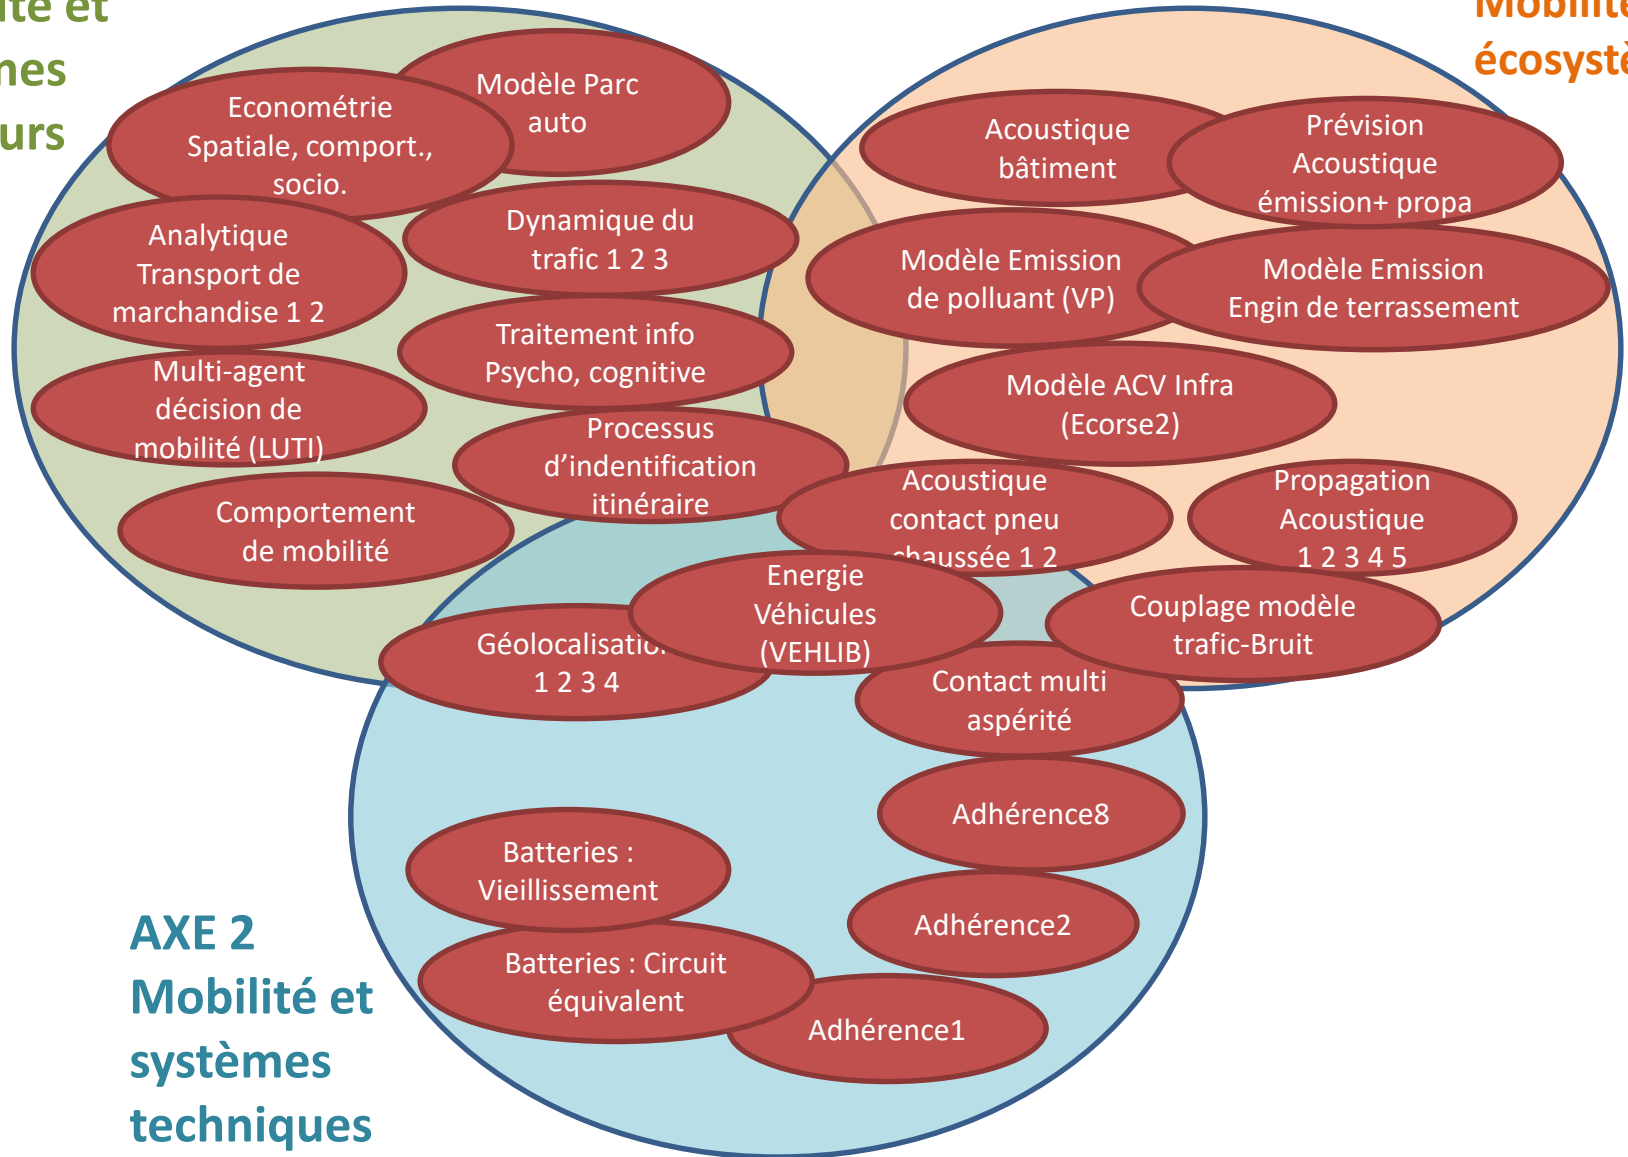 et
Modèle Parc
auto
Econométrie
Spatiale, comport.,
socio.
Analytique
Transport de
marchandise 1 2
Dynamique du
trafic 1 2 3
Traitement info
Psycho, cognitive
Multi-agent
décision de
mobilité (LUTI)
Processus
d’indentification
itinéraire
Comportement
de mobilité
Acoustique
bâtiment
Prévision
Acoustique
émission+ propa
Modèle Emission
de polluant (VP)
Modèle Emission
Engin de terrassement
Modèle ACV Infra
(Ecorse2)
Acoustique
contact pneu
chaussée 1 2
Propagation
Acoustique
1 2 3 4 5
Energie
Véhicules
(VEHLIB)
Couplage modèle
trafic-Bruit
Géolocalisation
1 2 3 4
Contact multi
aspérité
Adhérence8
Batteries :
Vieillissement
Adhérence2
Batteries : Circuit
équivalent
Adhérence1
AXE 2
Mobilité et
systèmes
techniques